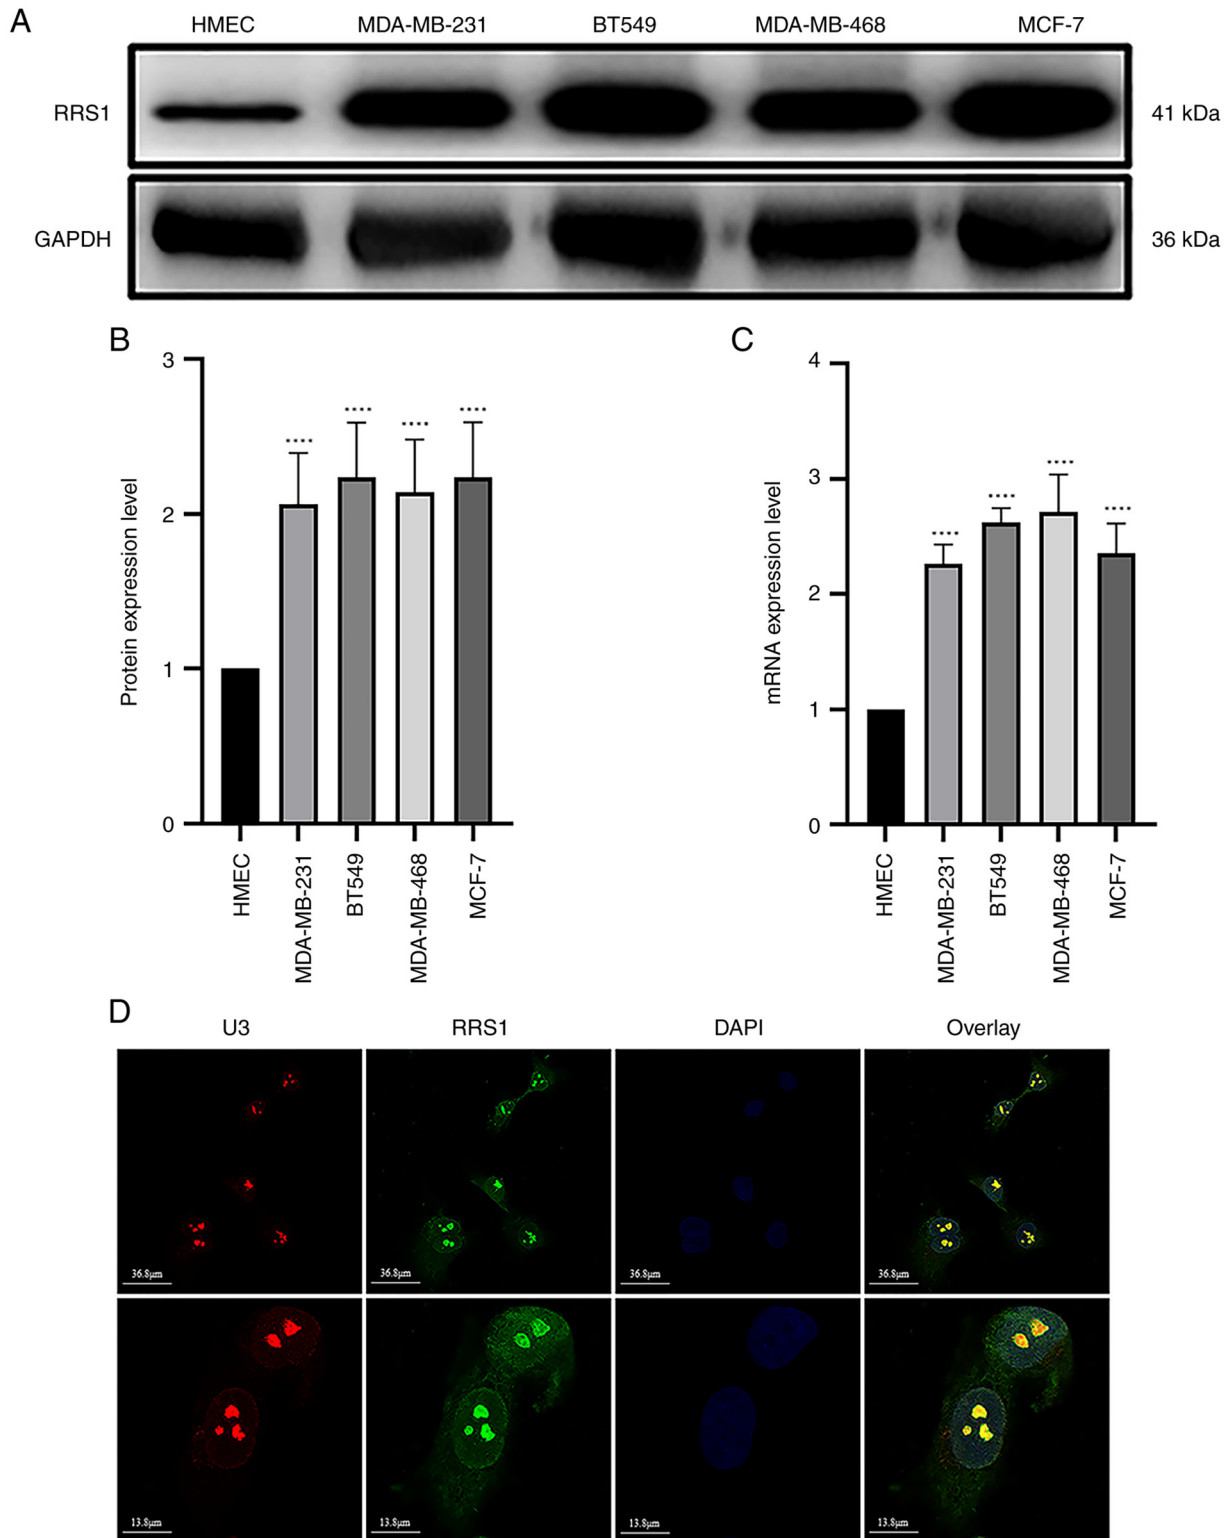 A
HMEC MDA-MB-231 BT549 MDA-MB-468 MCF-7
RRS1 41 kDa
GAPDH 36 kDa
B
Protein expression level
3
2
1
0
**** **** **** ****
HMEC MDA-MB-231 BT549 MDA-MB-468 MCF-7
C
mRNA expression level
4
3
2
1
0
**** **** **** ****
HMEC MDA-MB-231 BT549 MDA-MB-468 MCF-7
D
U3 RRS1 DAPI Overlay
36.8μm 36.8μm 36.8μm 36.8μm
13.8μm 13.8μm 13.8μm 13.8μm